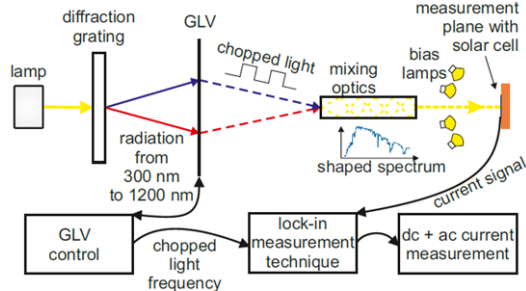 diffraction
grating
GLV
measurement
plane with
solar cell
lamp
chopped light
mixing
optics
bias
lamps
radiation
from
300 nm
to 1200 nm
shaped spectrum
current signal
GLV
control
chopped
light
frequency
lock-in
measurement
technique
dc + ac current
measurement